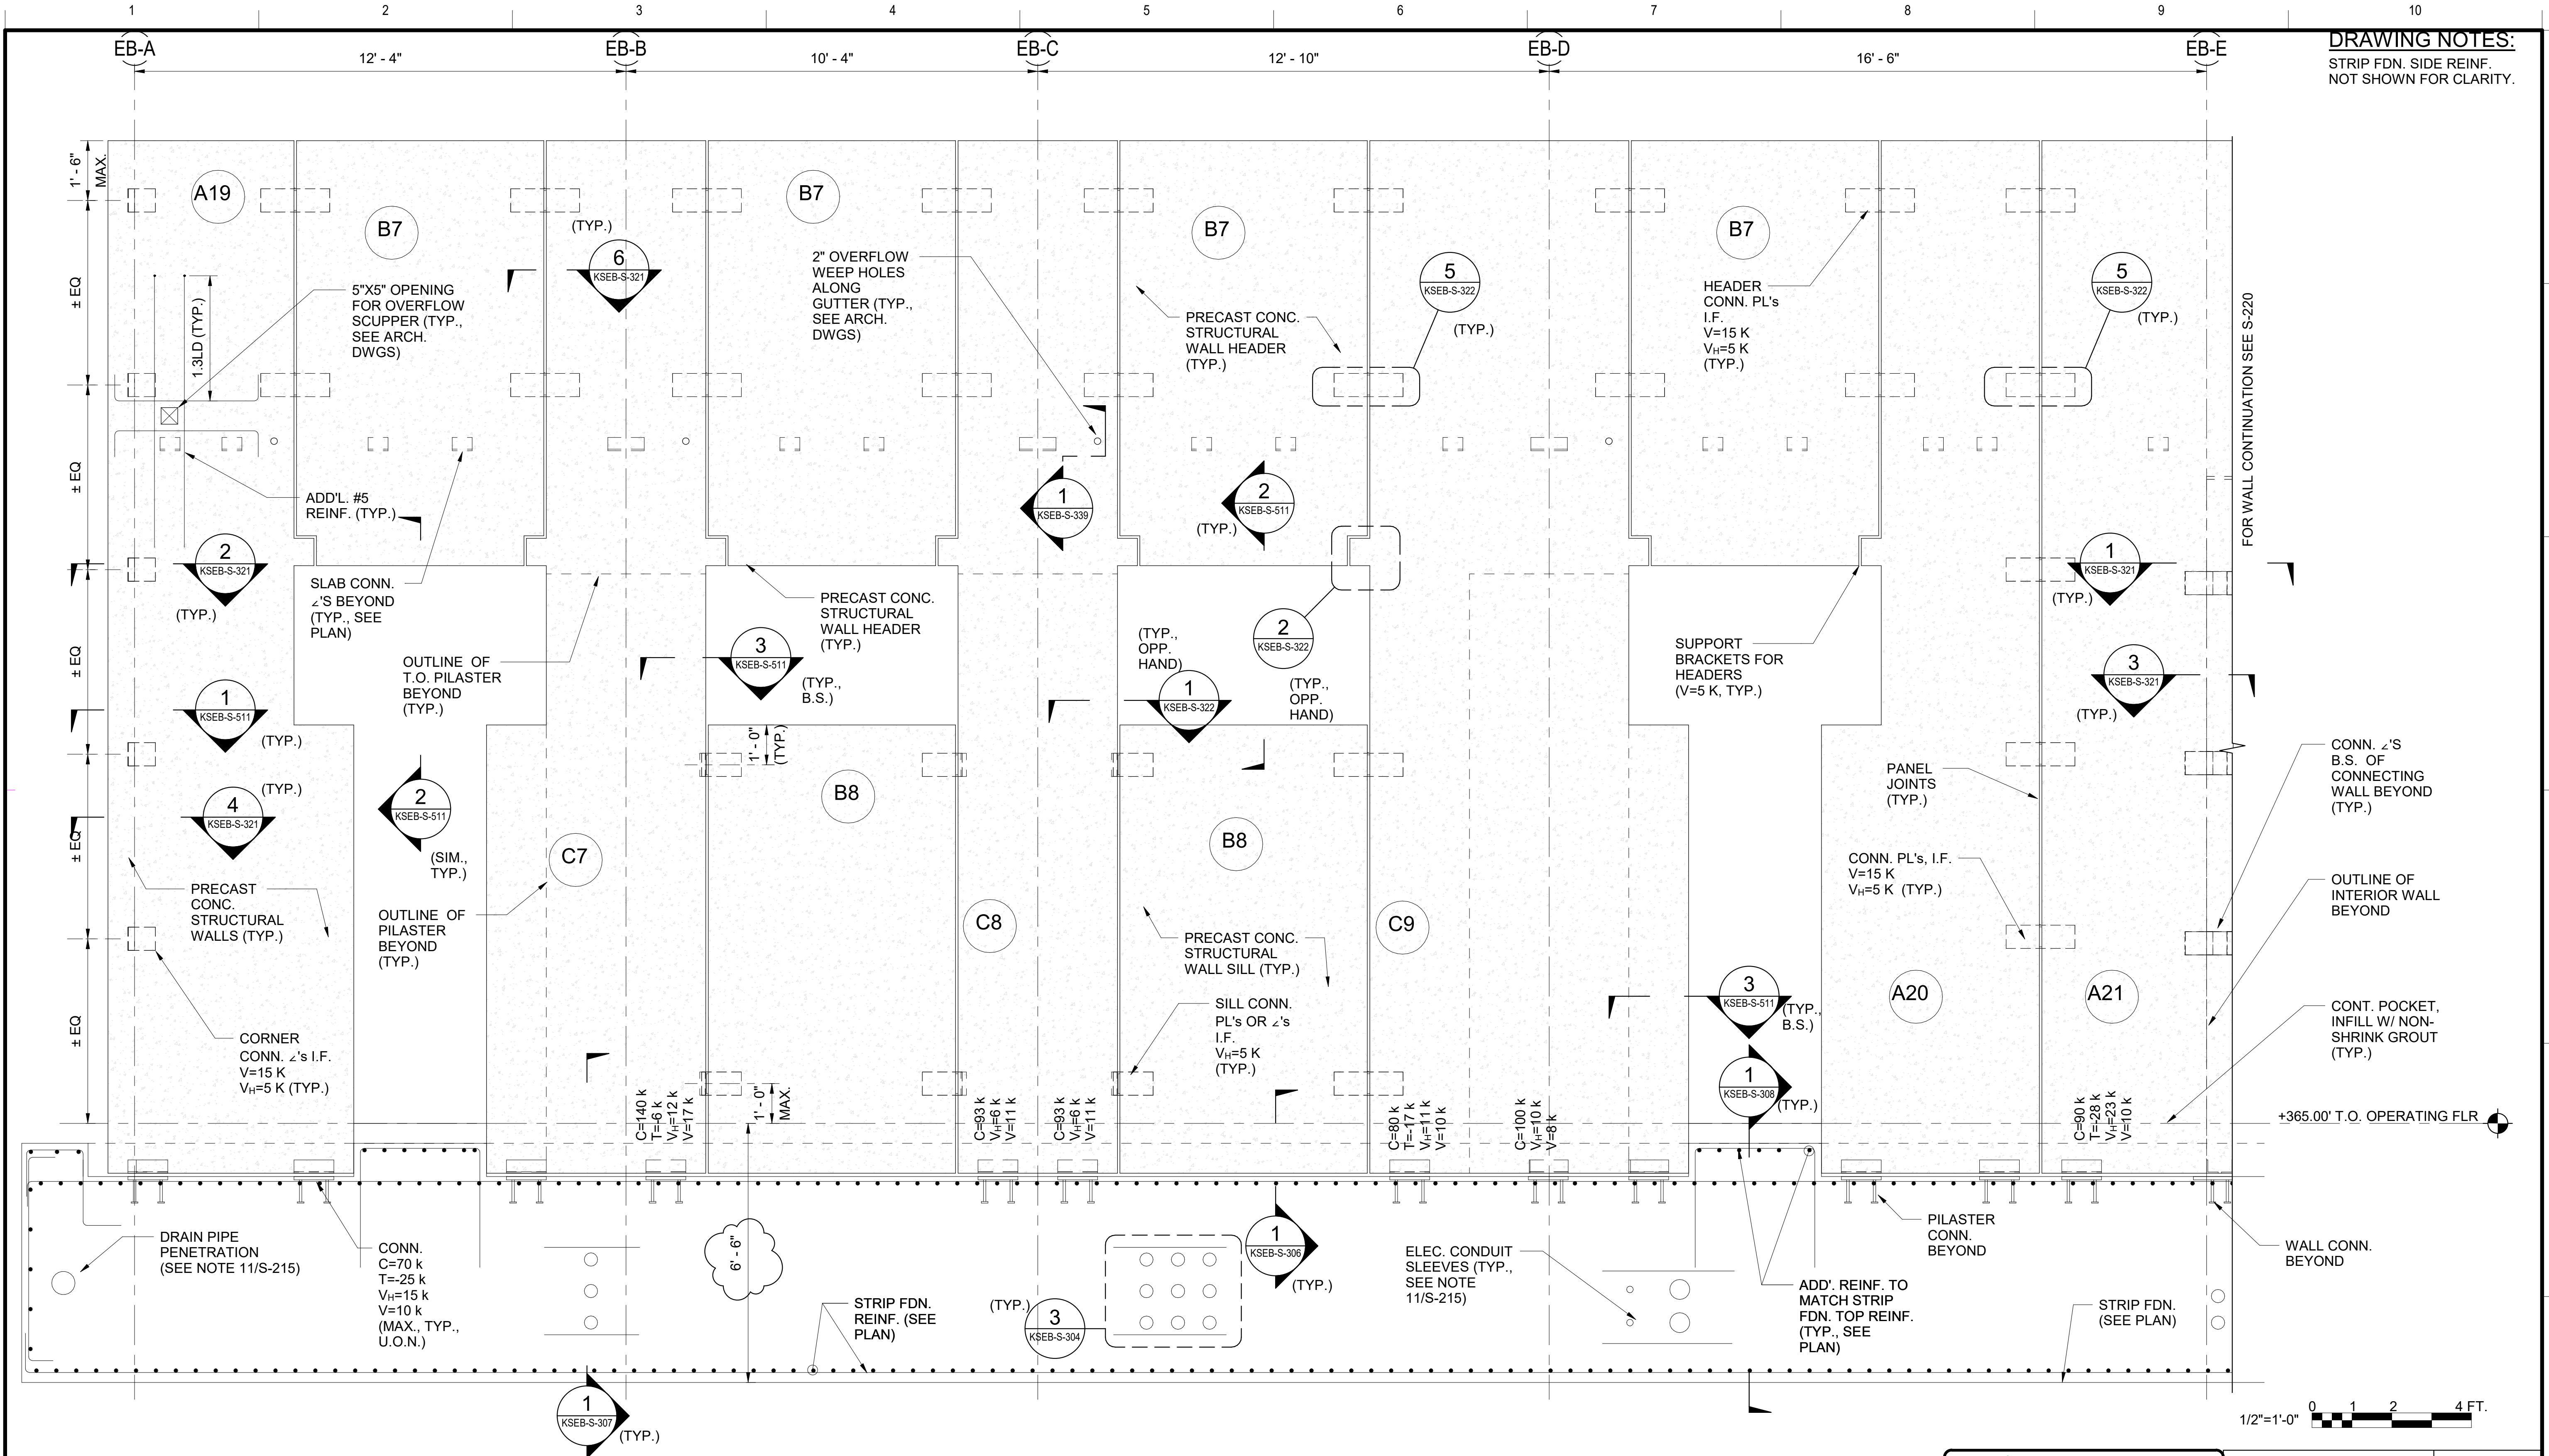 1 2 3 4 5 6 7 8 9 10
EB-A EB-B EB-C EB-D EB-E
12' - 4" 10' - 4" 12' - 10" 16' - 6"
DRAWING NOTES:
STRIP FDN. SIDE REINF.
NOT SHOWN FOR CLARITY.
1' - 6"
MAX.
A19
B7
B7
B7
B7
(TYP.)
6
KSEB-S-321
± EQ
5"X5" OPENING
FOR OVERFLOW
SCUPPER (TYP.,
SEE ARCH.
DWGS)
1.3LD (TYP.)
2" OVERFLOW
WEEP HOLES
ALONG
GUTTER (TYP.,
SEE ARCH.
DWGS)
PRECAST CONC.
STRUCTURAL
WALL HEADER
(TYP.)
5
KSEB-S-322
(TYP.)
HEADER
CONN. PL's
I.F.
V=15 K
VH=5 K
(TYP.)
5
KSEB-S-322
(TYP.)
FOR WALL CONTINUATION SEE S-220
± EQ
ADD'L. #5
REINF. (TYP.)
1
KSEB-S-339
2
KSEB-S-511
(TYP.)
2
KSEB-S-321
(TYP.)
SLAB CONN.
∠'S BEYOND
(TYP., SEE
PLAN)
OUTLINE OF
T.O. PILASTER
BEYOND
(TYP.)
PRECAST CONC.
STRUCTURAL
WALL HEADER
(TYP.)
3
KSEB-S-511
(TYP.,
B.S.)
(TYP.,
OPP.
HAND)
1
KSEB-S-322
2
KSEB-S-322
(TYP.,
OPP.
HAND)
SUPPORT
BRACKETS FOR
HEADERS
(V=5 K, TYP.)
1
KSEB-S-321
(TYP.)
3
KSEB-S-321
(TYP.)
± EQ
1
KSEB-S-511
(TYP.)
1' - 0"
(TYP.)
± EQ
4
KSEB-S-321
(TYP.)
2
KSEB-S-511
(SIM.,
TYP.)
B8
B8
C7
C8
C9
PANEL
JOINTS
(TYP.)
CONN. PL's, I.F.
V=15 K
VH=5 K (TYP.)
CONN. ∠'S
B.S. OF
CONNECTING
WALL BEYOND
(TYP.)
OUTLINE OF
INTERIOR WALL
BEYOND
PRECAST
CONC.
STRUCTURAL
WALLS (TYP.)
OUTLINE OF
PILASTER
BEYOND
(TYP.)
PRECAST CONC.
STRUCTURAL
WALL SILL (TYP.)
SILL CONN.
PL's OR ∠'s
I.F.
VH=5 K
(TYP.)
± EQ
CORNER
CONN. ∠'s I.F.
V=15 K
VH=5 K (TYP.)
A20
A21
3
KSEB-S-511
(TYP.,
B.S.)
1
KSEB-S-308
(TYP.)
CONT. POCKET,
INFILL W/ NON-
SHRINK GROUT
(TYP.)
+365.00' T.O. OPERATING FLR
C=140 k
T=-6 k
VH=12 k
V=17 k
1' - 0"
MAX.
C=93 k
VH=6 k
V=11 k
C=93 k
VH=6 k
V=11 k
C=80 k
T=-17 k
VH=11 k
V=10 k
C=100 k
VH=10 k
V=8 k
C=90 k
T=-28 k
VH=23 k
V=10 k
DRAIN PIPE
PENETRATION
(SEE NOTE 11/S-215)
CONN.
C=70 k
T=-25 k
VH=15 k
V=10 k
(MAX., TYP.,
U.O.N.)
6' - 6"
STRIP FDN.
REINF. (SEE
PLAN)
(TYP.)
3
KSEB-S-304
1
KSEB-S-306
(TYP.)
ELEC. CONDUIT
SLEEVES (TYP.,
SEE NOTE
11/S-215)
ADD'. REINF. TO
MATCH STRIP
FDN. TOP REINF.
(TYP., SEE
PLAN)
PILASTER
CONN.
BEYOND
WALL CONN.
BEYOND
STRIP FDN.
(SEE PLAN)
1
KSEB-S-307
(TYP.)
1/2"=1'-0"
0 1 2 4 FT.